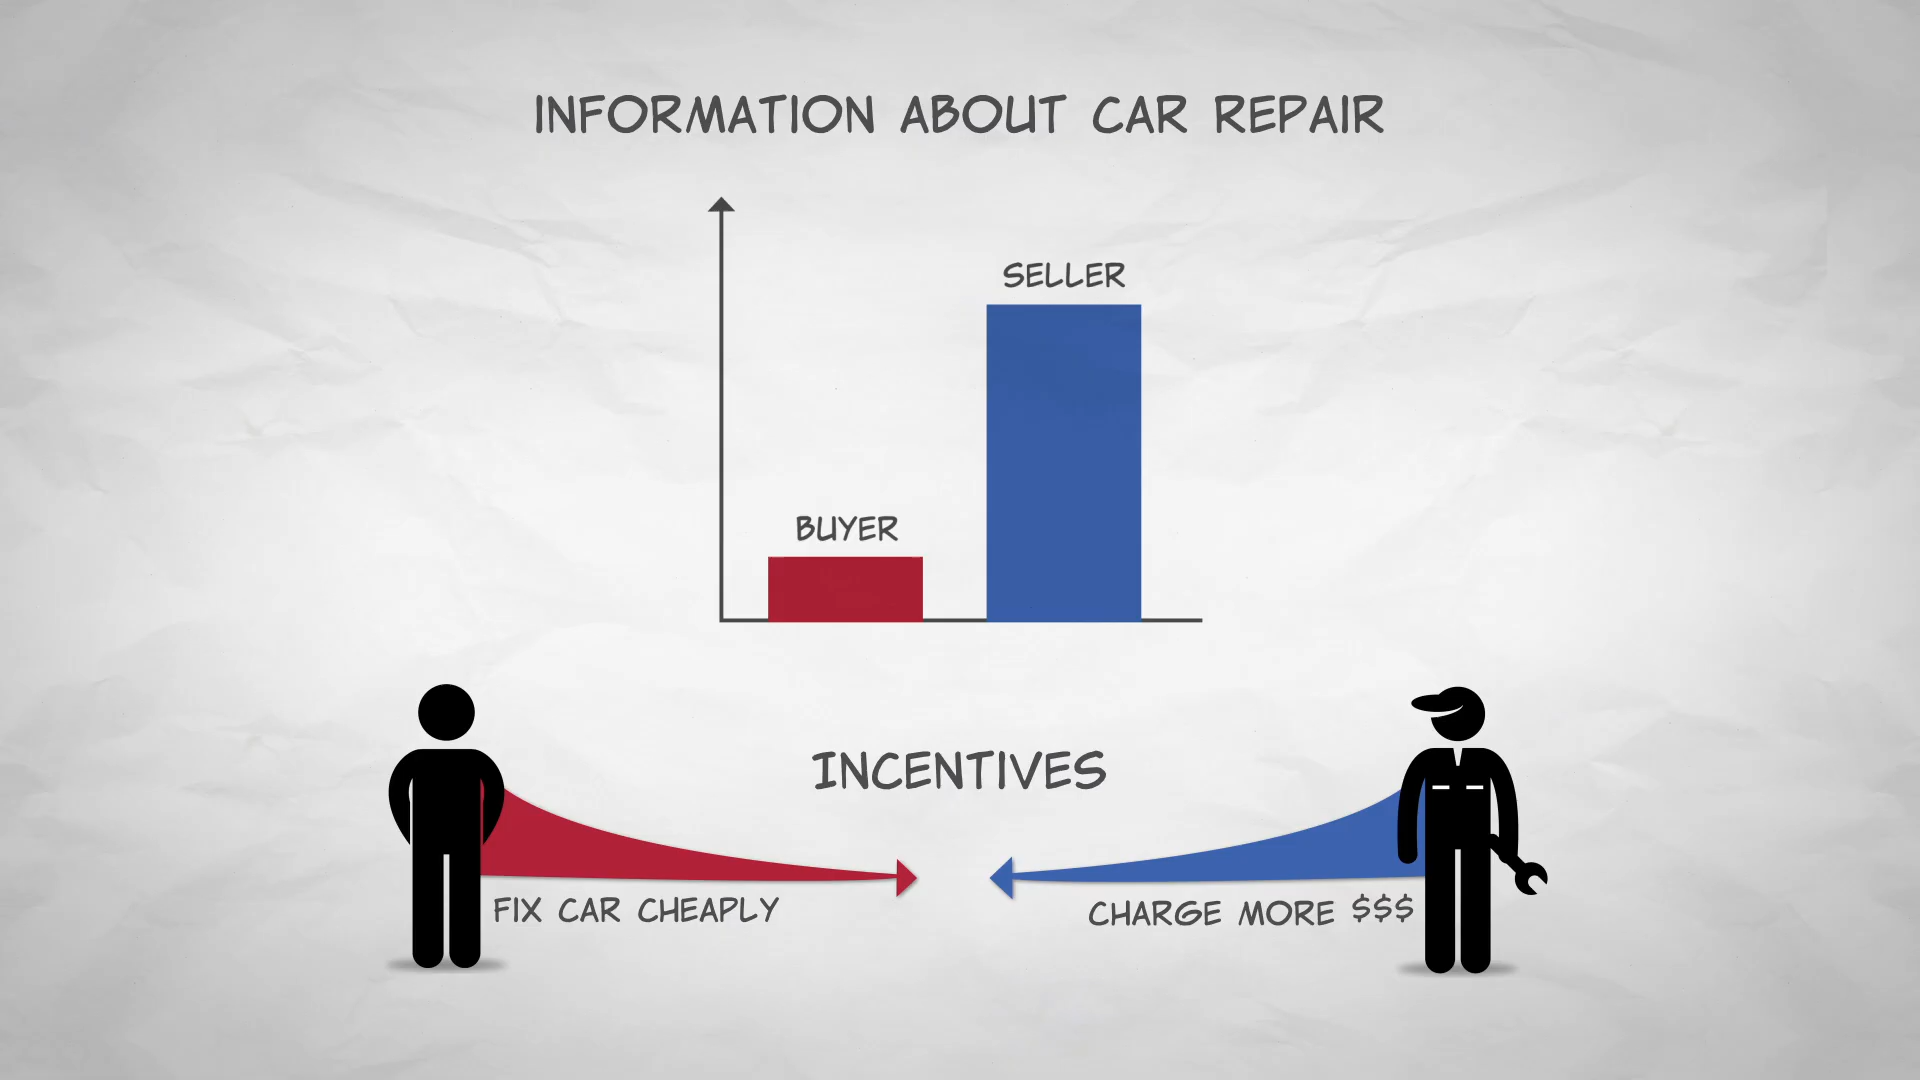 INFORMATION ABOUT CAR REPAIR
SELLER
BUYER
INCENTIVES
FIX CAR CHEAPLY
CHARGE MORE $$$